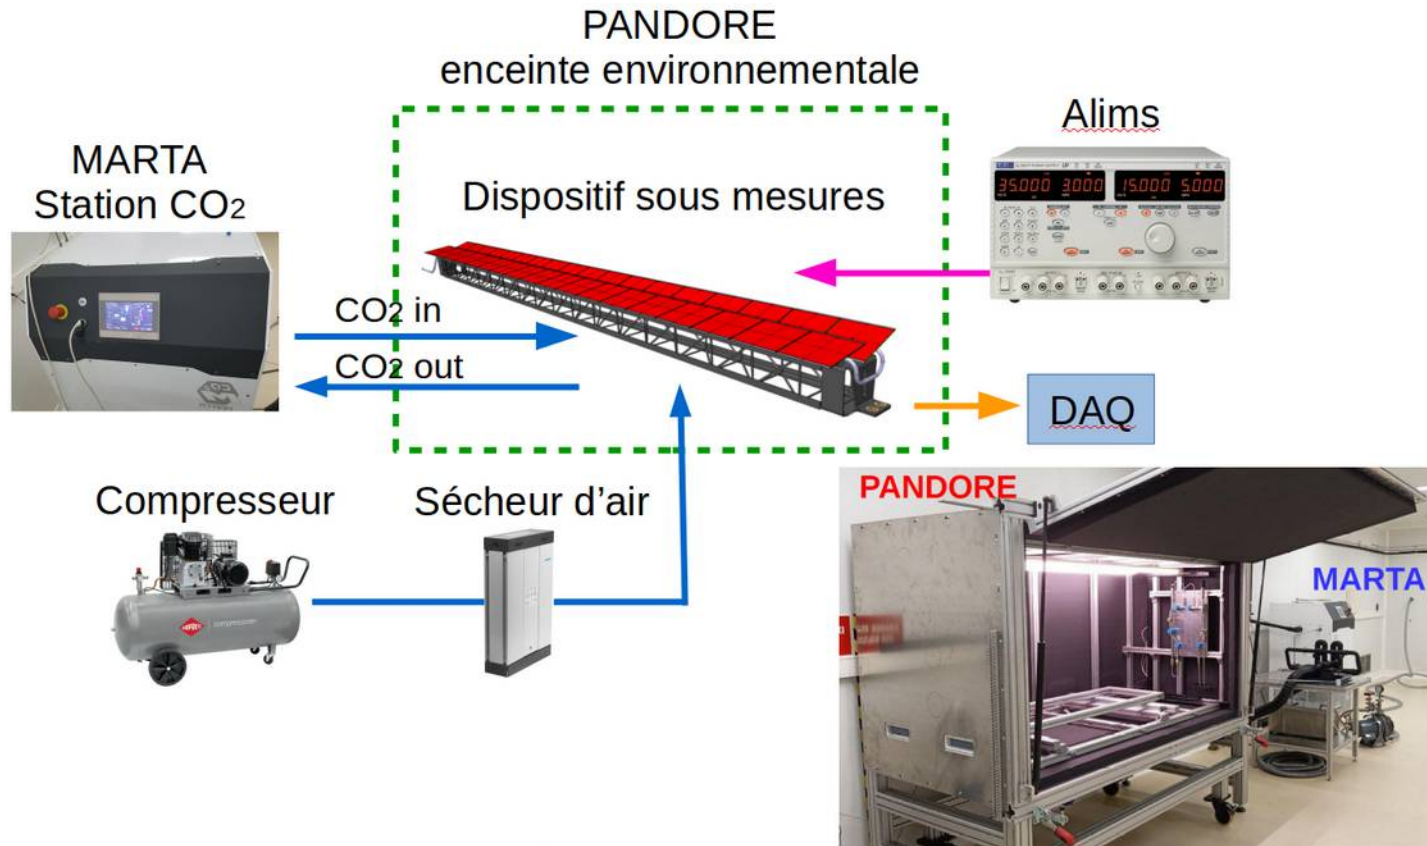 PANDORE
enceinte environnementale
Alims
MARTA
Station CO2
Dispositif sous mesures
35.000 3.000 15.000 5.000
CO2 in
CO2 out
DAQ
Compresseur
Sécheur d’air
PANDORE
MARTA